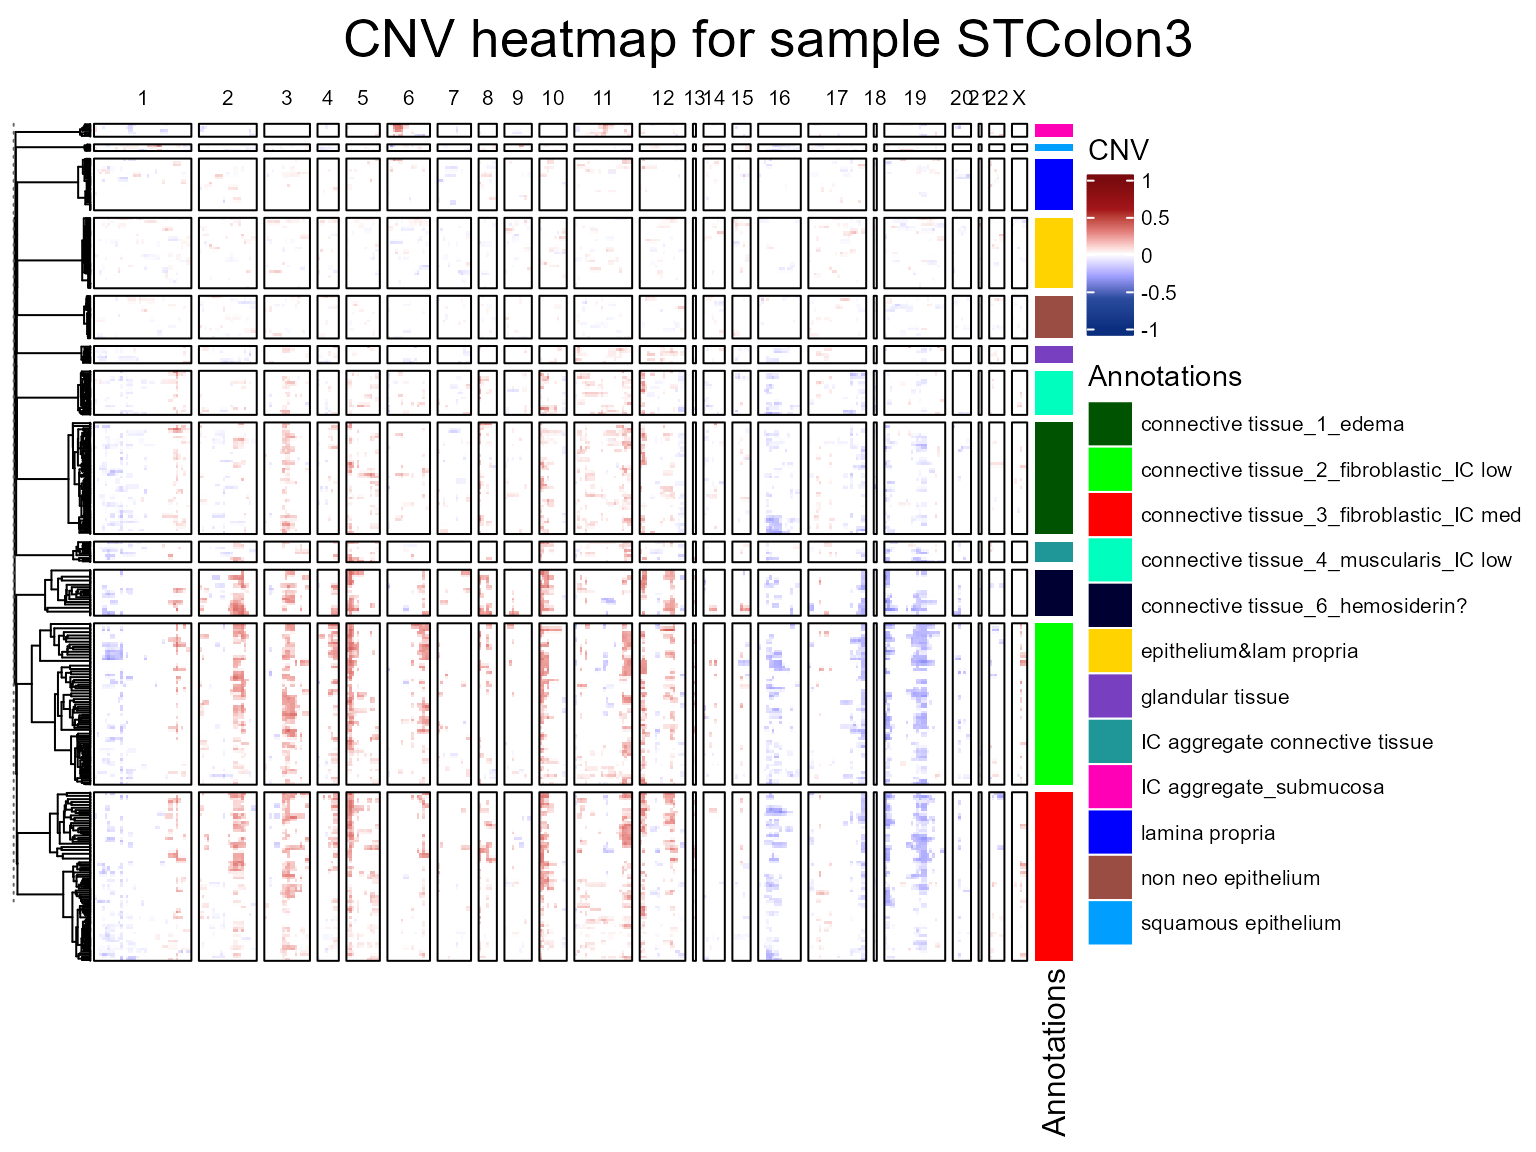 CNV heatmap for sample STColon3
1 2 3 4 5 6 7 8 9 10 11 12 13 14 15 16 17 18 19 20 21 22 X
CNV
1
0.5
0
-0.5
-1
Annotations
connective tissue_1_edema
connective tissue_2_fibroblastic_IC low
connective tissue_3_fibroblastic_IC med
connective tissue_4_muscularis_IC low
connective tissue_6_hemosiderin?
epithelium&lam propria
glandular tissue
IC aggregate connective tissue
IC aggregate_submucosa
lamina propria
non neo epithelium
squamous epithelium
Annotations